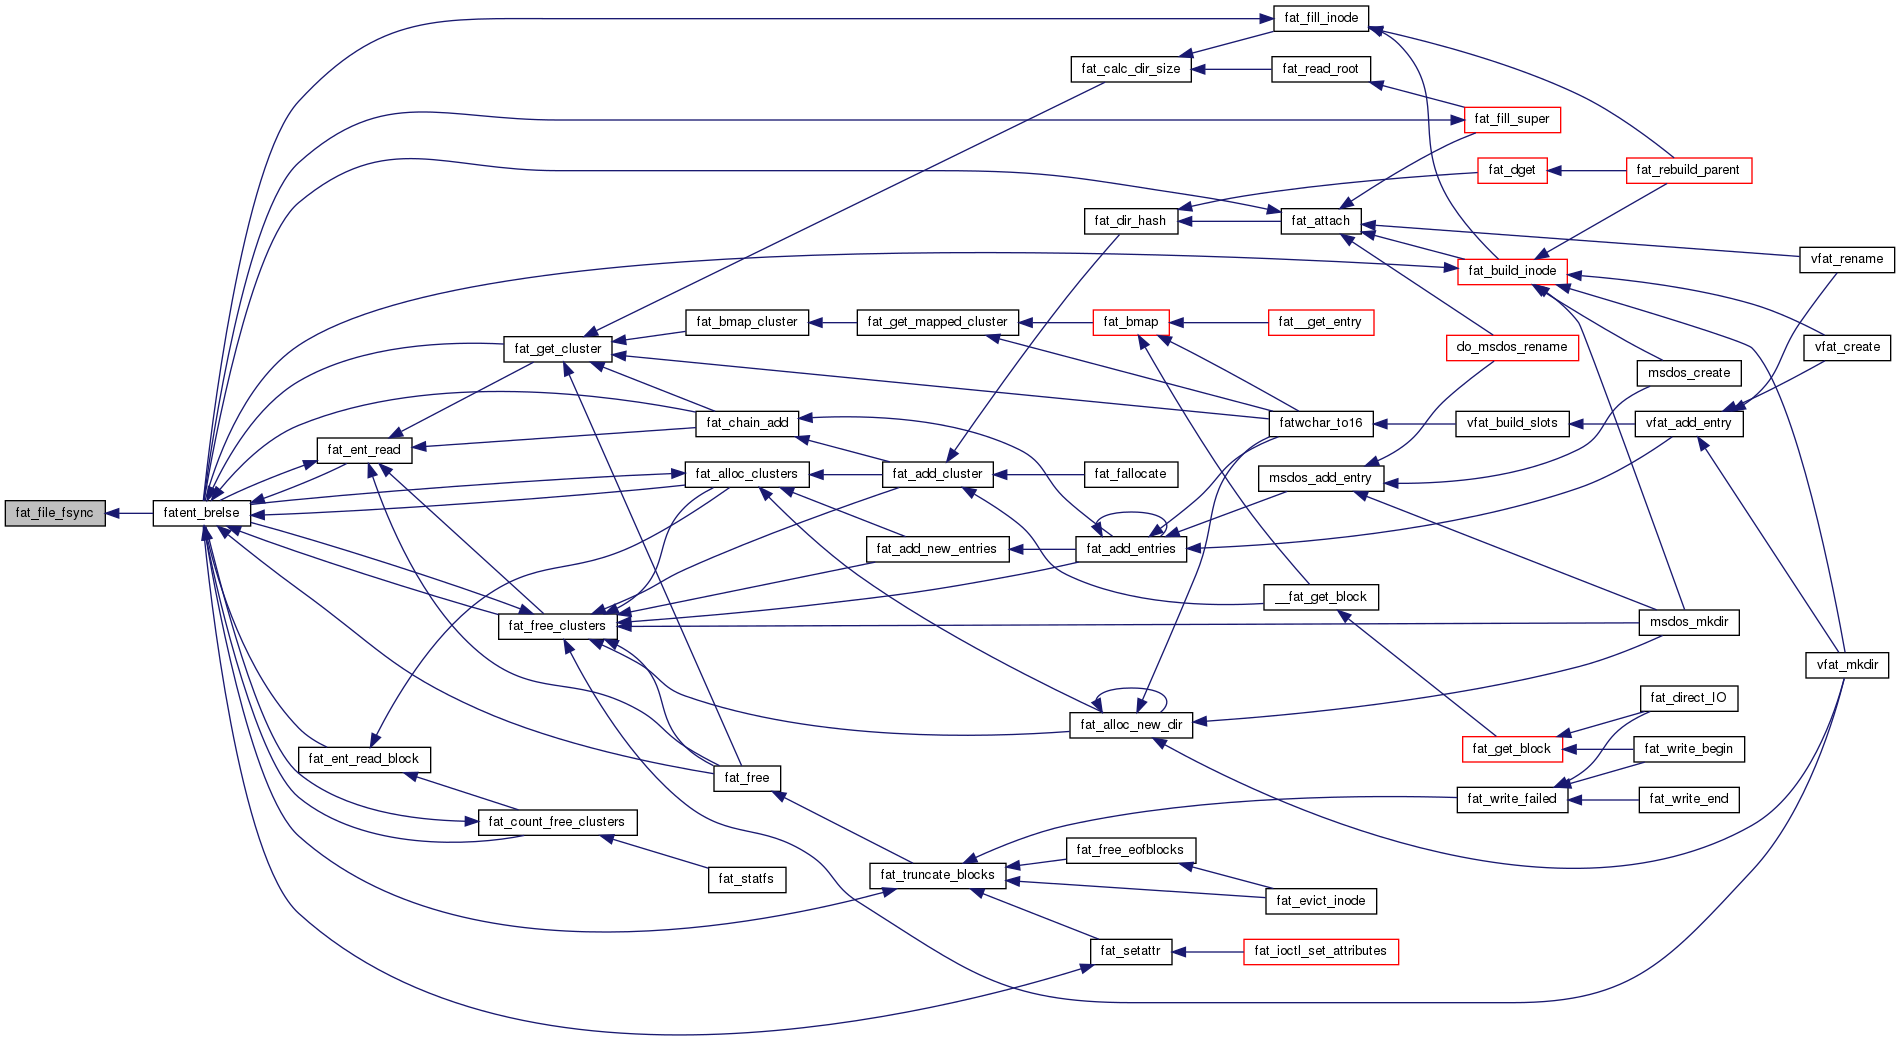 fat_fill_inode
fat_calc_dir_size
fat_read_root
fat_fill_super
fat_dget
fat_rebuild_parent
fat_dir_hash
fat_attach
vfat_rename
fat_build_inode
fat_bmap_cluster
fat_get_mapped_cluster
fat_bmap
fat__get_entry
fat_get_cluster
do_msdos_rename
vfat_create
msdos_create
fat_chain_add
fatwchar_to16
vfat_build_slots
vfat_add_entry
fat_ent_read
fat_alloc_clusters
fat_add_cluster
fat_fallocate
msdos_add_entry
fat_file_fsync
fatent_brelse
fat_add_new_entries
fat_add_entries
__fat_get_block
fat_free_clusters
msdos_mkdir
vfat_mkdir
fat_direct_IO
fat_alloc_new_dir
fat_get_block
fat_write_begin
fat_ent_read_block
fat_free
fat_write_failed
fat_write_end
fat_count_free_clusters
fat_free_eofblocks
fat_statfs
fat_truncate_blocks
fat_evict_inode
fat_setattr
fat_ioctl_set_attributes